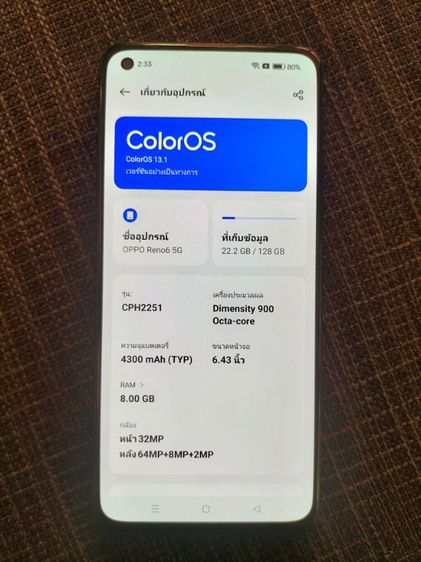 2:33
80%
เกี่ยวกับอุปกรณ์
ColorOS
ColorOS 13.1
เวอร์ชันอย่างเป็นทางการ
ชื่ออุปกรณ์
OPPO Reno6 5G
ที่เก็บข้อมูล
22.2 GB / 128 GB
รุ่น:
CPH2251
เครื่องประมวลผล
Dimensity 900
Octa-core
ความจุแบตเตอรี่
4300 mAh (TYP)
ขนาดหน้าจอ
6.43 นิ้ว
RAM
8.00 GB
กล้อง
หน้า 32MP
หลัง 64MP+8MP+2MP